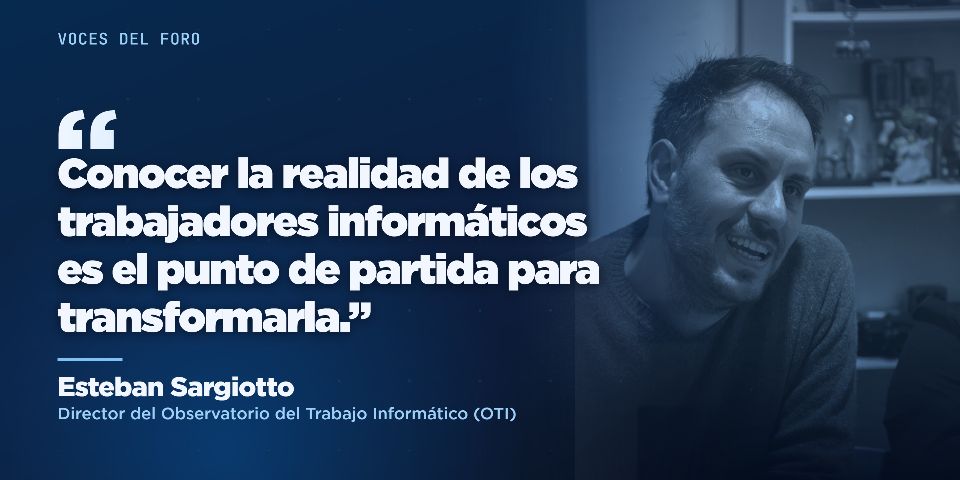 VOCES DEL FORO
“
Conocer la realidad de los
trabajadores informáticos
es el punto de partida para
transformarla.”
Esteban Sargiotto
Director del Observatorio del Trabajo Informático (OTI)